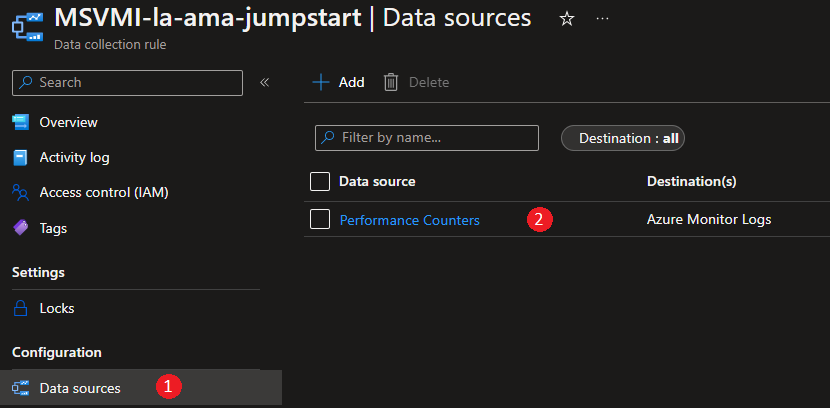 MSVMI-la-ama-jumpstart | Data sources ☆ ···
Data collection rule
Search «
Overview
Activity log
Access control (IAM)
Tags
Settings
Locks
Configuration
Data sources 1
+ Add Delete
Filter by name... Destination : all
Data source Destination(s)
Performance Counters 2 Azure Monitor Logs